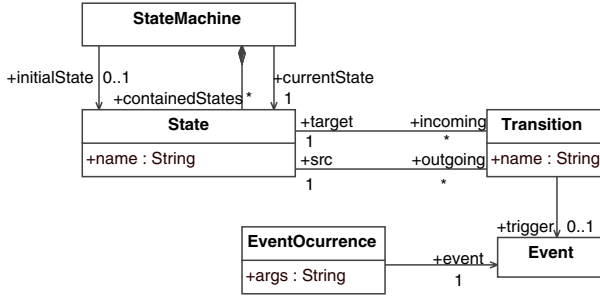 StateMachine
+initialState 0..1
+currentState
+containedStates * 1
State
+name : String
+target +incoming
1 *
+src +outgoing
1 *
Transition
+name : String
+trigger 0..1
EventOcurrence
+args : String
+event
1
Event